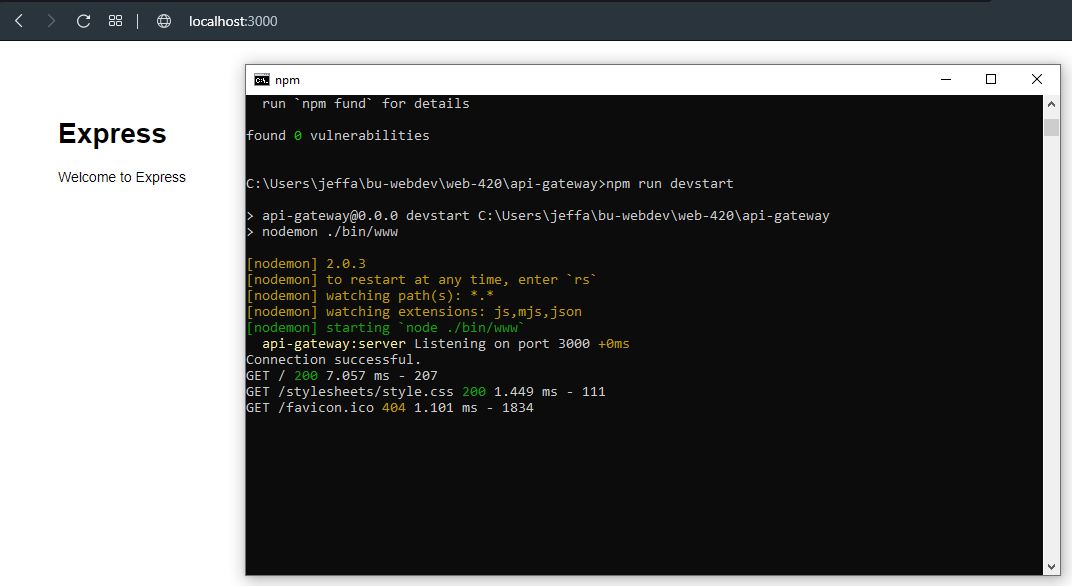 localhost:3000
Express
Welcome to Express
npm
run `npm fund` for details
found 0 vulnerabilities
C:\Users\jeffa\bu-webdev\web-420\api-gateway>npm run devstart
> api-gateway@0.0.0 devstart C:\Users\jeffa\bu-webdev\web-420\api-gateway
> nodemon ./bin/www
[nodemon] 2.0.3
[nodemon] to restart at any time, enter `rs`
[nodemon] watching path(s): *.*
[nodemon] watching extensions: js,mjs,json
[nodemon] starting `node ./bin/www`
api-gateway:server Listening on port 3000 +0ms
Connection successful.
GET / 200 7.057 ms - 207
GET /stylesheets/style.css 200 1.449 ms - 111
GET /favicon.ico 404 1.101 ms - 1834